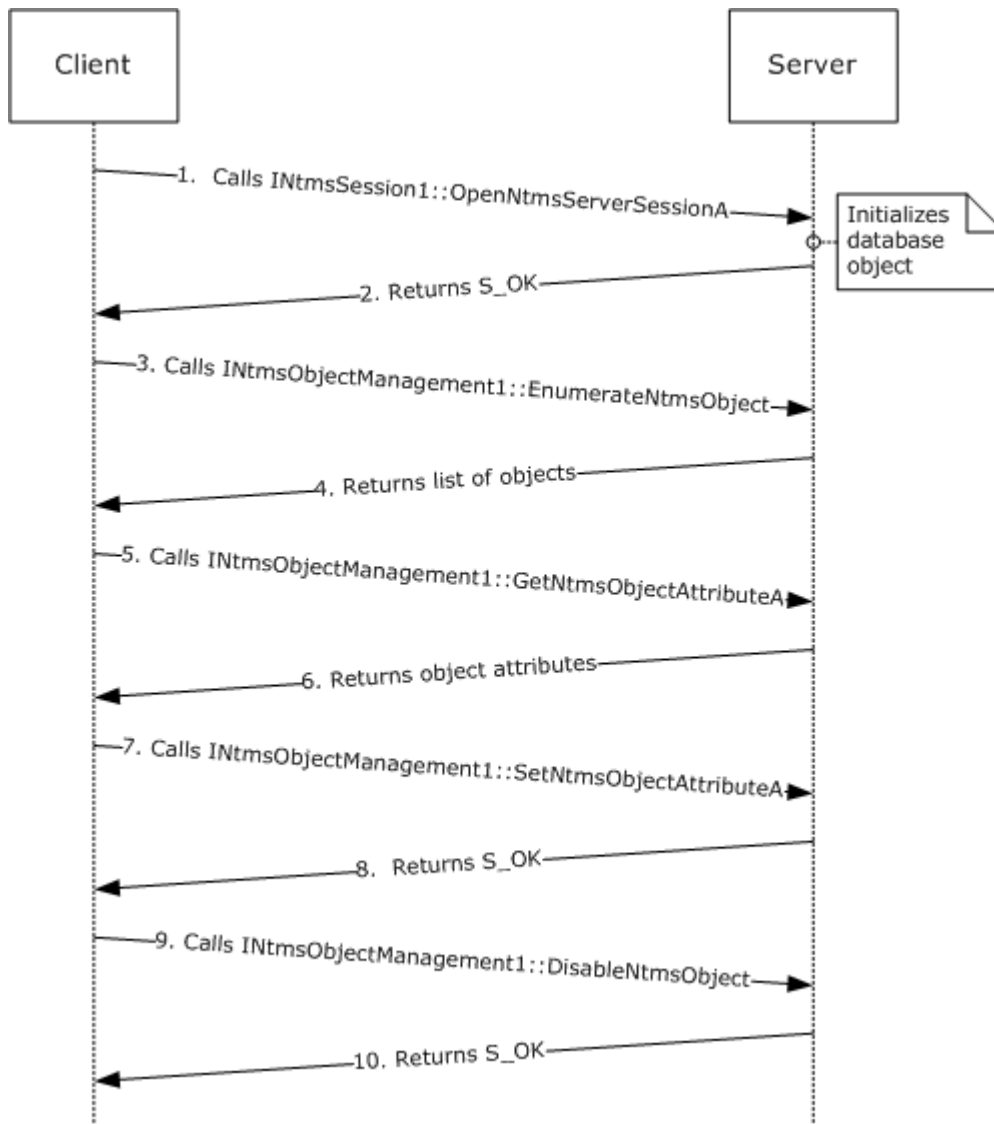 Client
Server
1.  Calls INtmsSession1::OpenNtmsServerSessionA
Initializes
database
object
2. Returns S_OK
3. Calls INtmsObjectManagement1::EnumerateNtmsObject
4. Returns list of objects
5. Calls INtmsObjectManagement1::GetNtmsObjectAttributeA
6. Returns object attributes
7. Calls INtmsObjectManagement1::SetNtmsObjectAttributeA
8.  Returns S_OK
9. Calls INtmsObjectManagement1::DisableNtmsObject
10. Returns S_OK